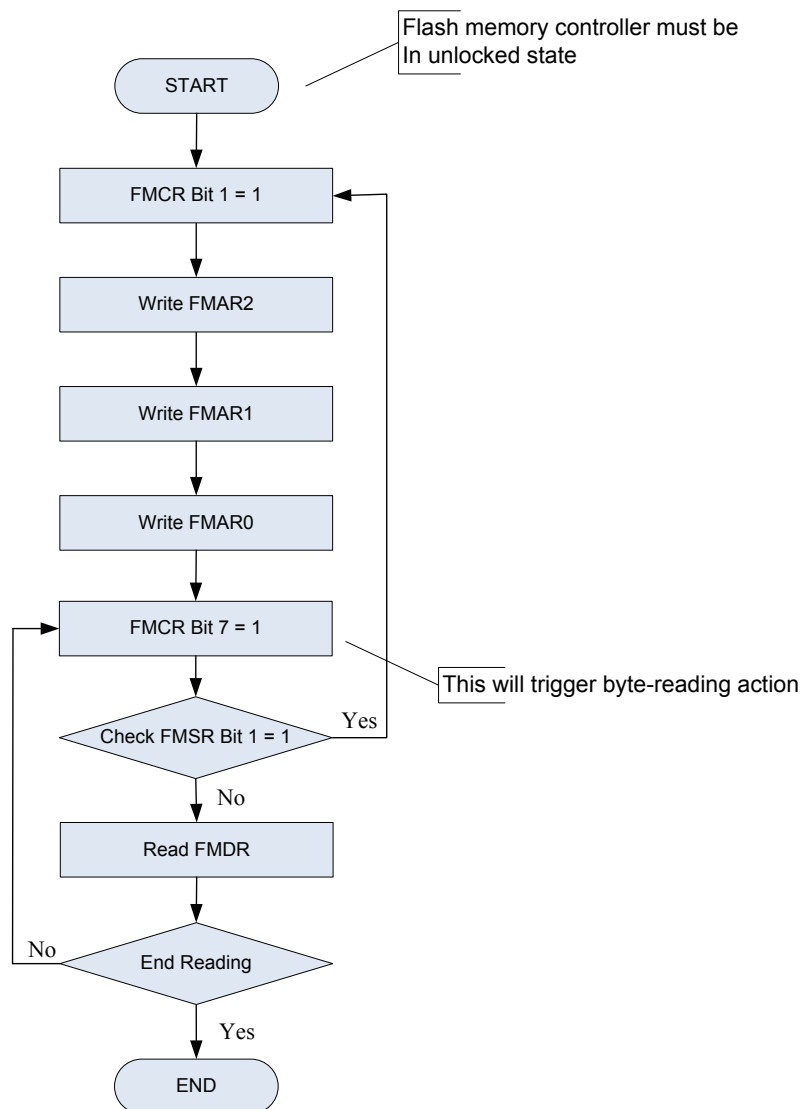 Flash memory controller must be
In unlocked state
START
FMCR Bit 1 = 1
Write FMAR2
Write FMAR1
Write FMAR0
FMCR Bit 7 = 1
This will trigger byte-reading action
Check FMSR Bit 1 = 1
Yes
No
Read FMDR
End Reading
No
Yes
END